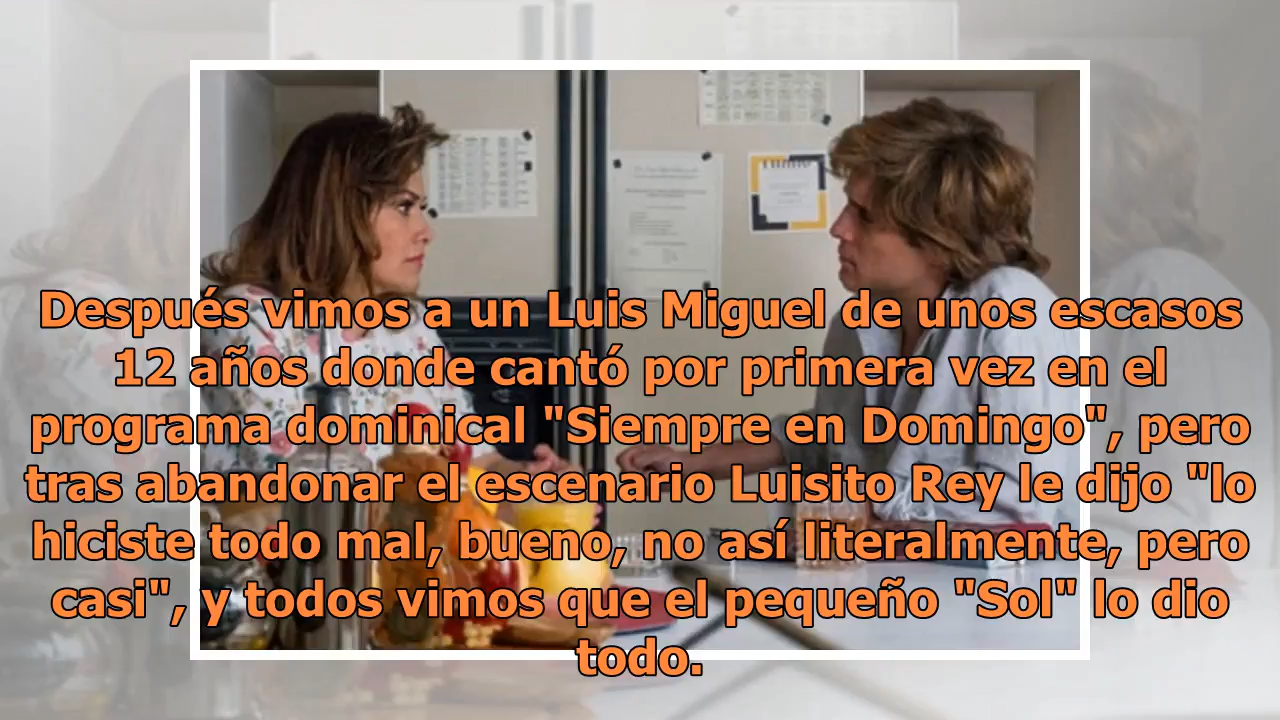 Después vimos a un Luis Miguel de unos escasos
12 años donde cantó por primera vez en el
programa dominical "Siempre en Domingo", pero
tras abandonar el escenario Luisito Rey le dijo "lo
hiciste todo mal, bueno, no así literalmente, pero
casi", y todos vimos que el pequeño "Sol" lo dio
todo.